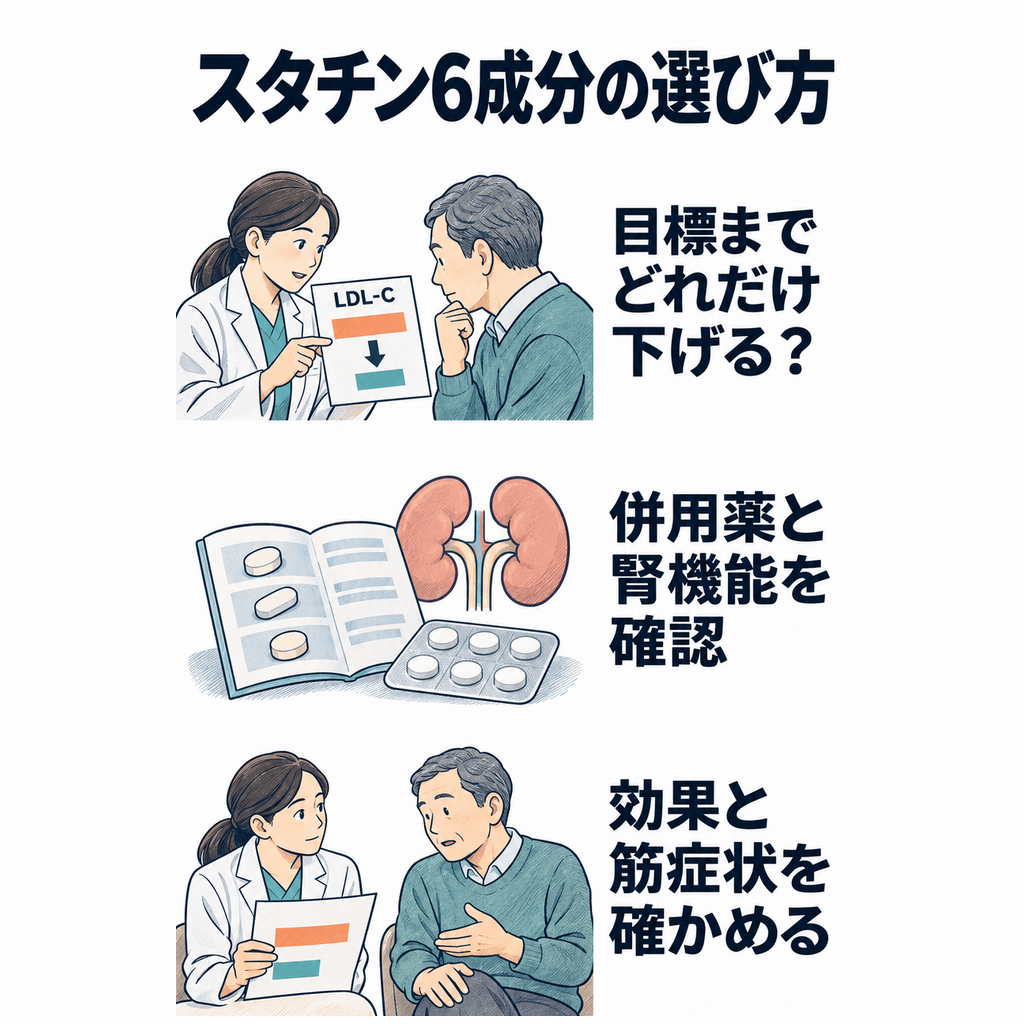 スタチン6成分の選び方
LDL-C
目標まで
どれだけ
下げる？
併用薬と
腎機能を
確認
効果と
筋症状を
確かめる